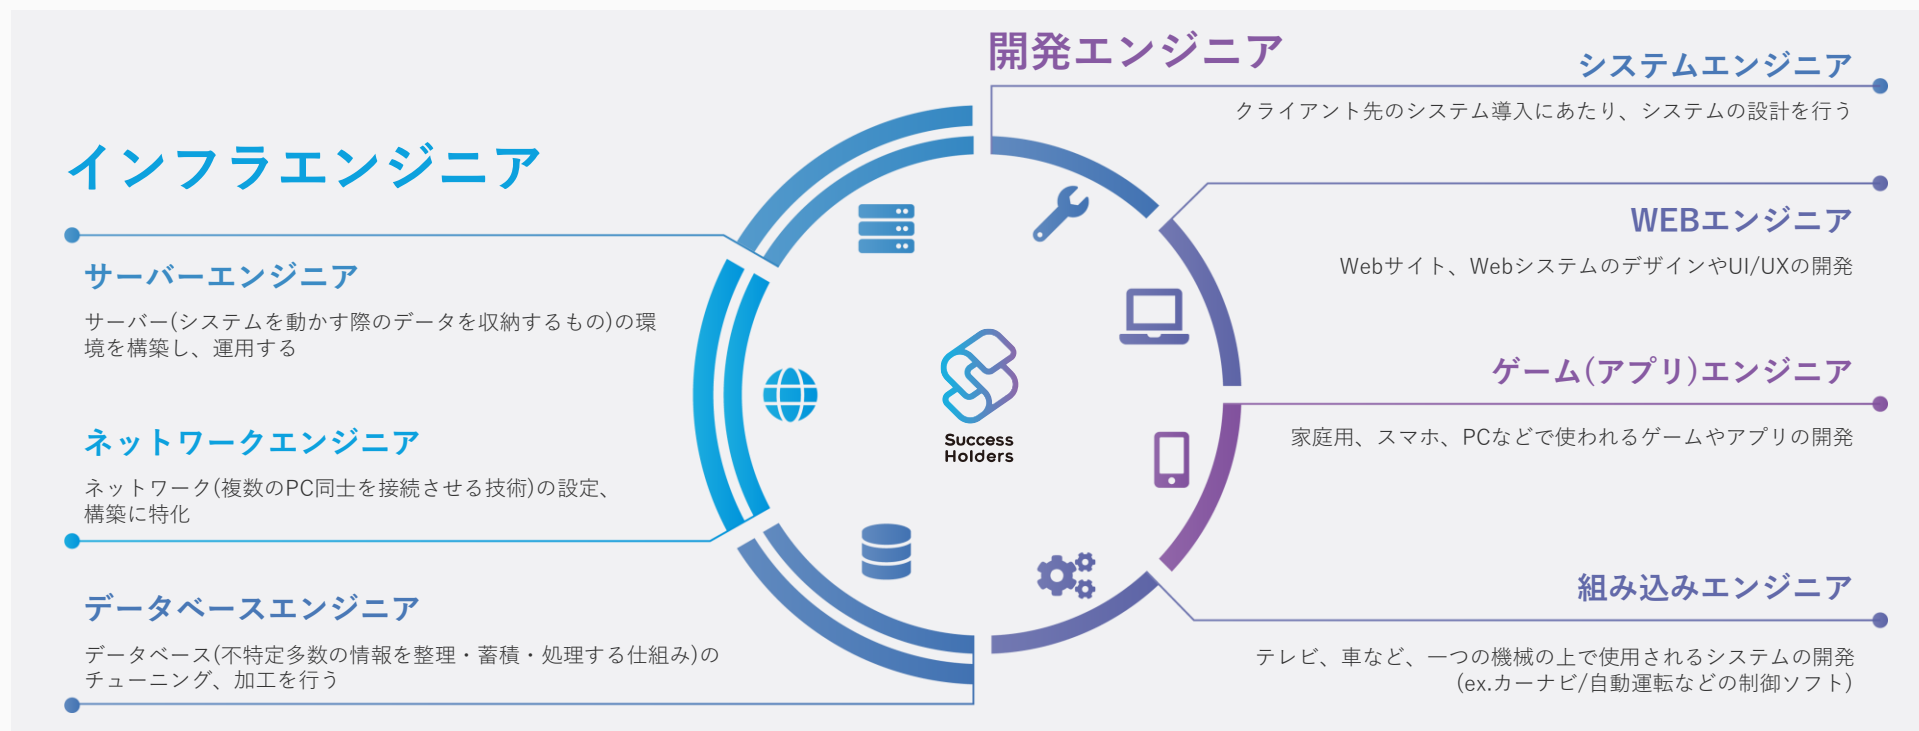 インフラエンジニア
サーバーエンジニア
サーバー(システムを動かす際のデータを収納するもの)の環
境を構築し、運用する
ネットワークエンジニア
ネットワーク(複数のPC同士を接続させる技術)の設定、
構築に特化
データベースエンジニア
データベース(不特定多数の情報を整理・蓄積・処理する仕組み)の
チューニング、加工を行う
Success
Holders
開発エンジニア
システムエンジニア
クライアント先のシステム導入にあたり、システムの設計を行う
WEBエンジニア
Webサイト、WebシステムのデザインやUI/UXの開発
ゲーム(アプリ)エンジニア
家庭用、スマホ、PCなどで使われるゲームやアプリの開発
組み込みエンジニア
テレビ、車など、一つの機械の上で使用されるシステムの開発
(ex.カーナビ/自動運転などの制御ソフト)